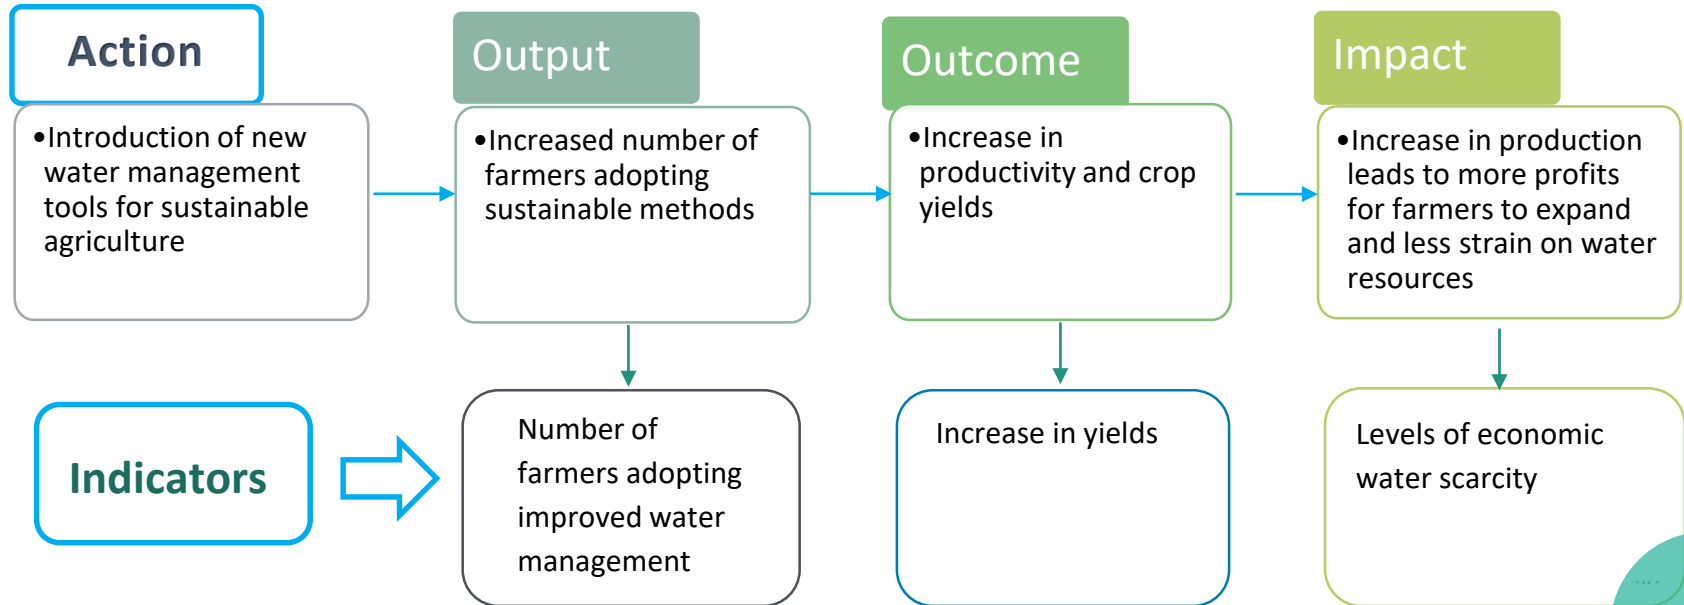 Action
•Introduction of new
water management
tools for sustainable
agriculture
Output
•Increased number of
farmers adopting
sustainable methods
Outcome
•Increase in
productivity and crop
yields
Impact
•Increase in production
leads to more profits
for farmers to expand
and less strain on water
resources
Indicators
Number of
farmers adopting
improved water
management
Increase in yields
Levels of economic
water scarcity